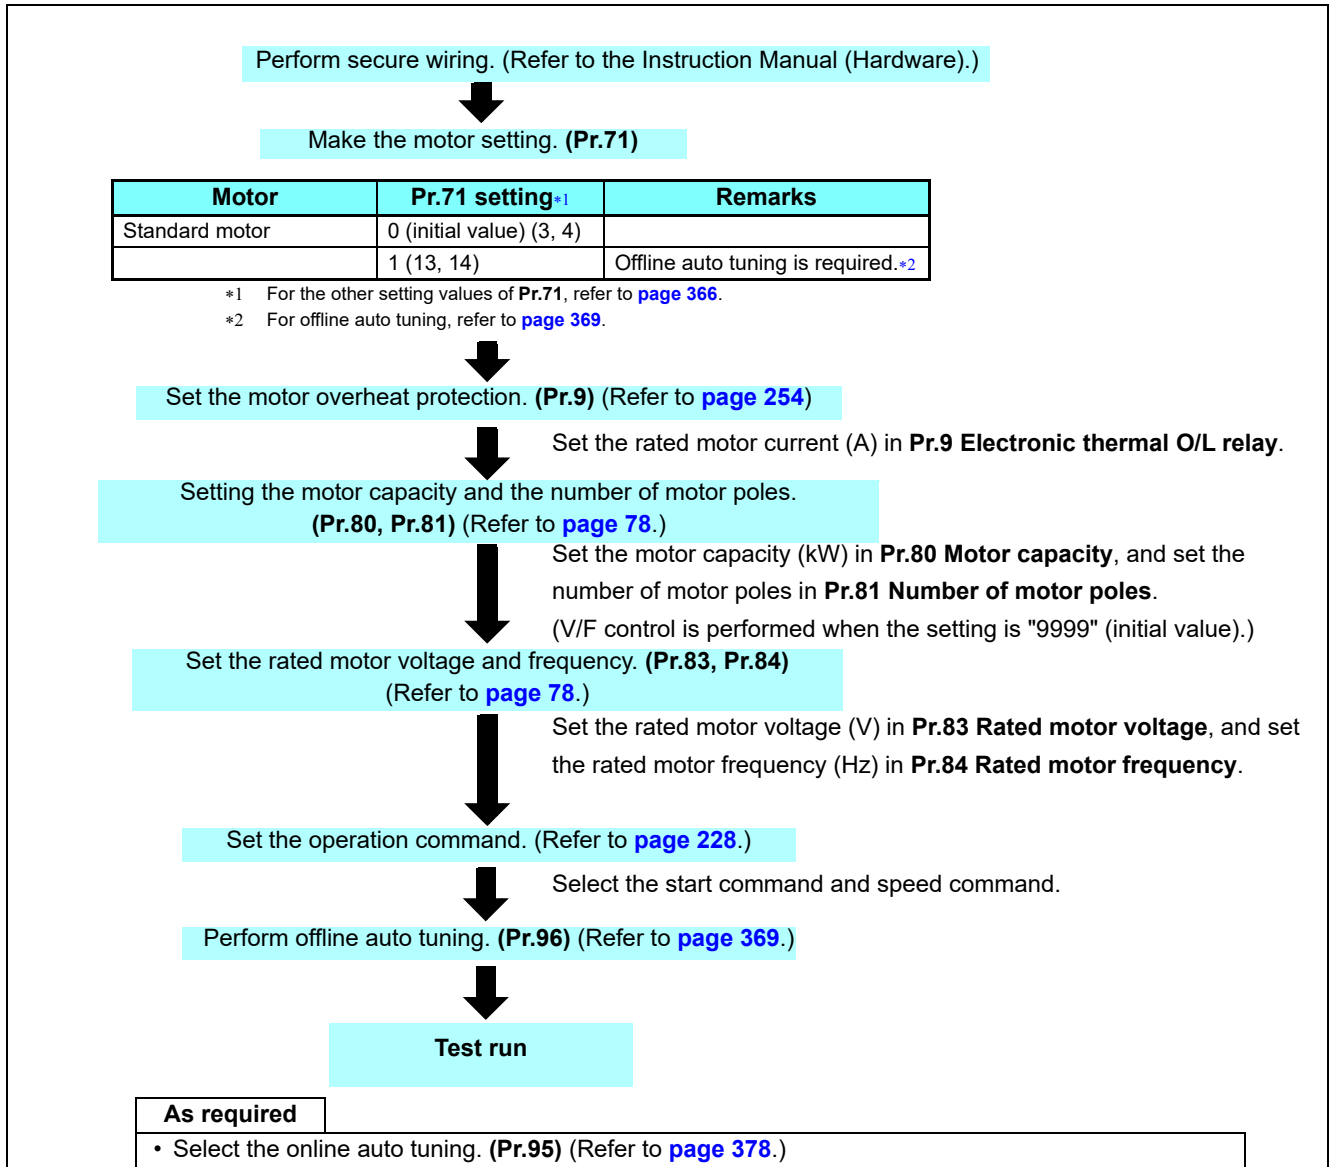 Perform secure wiring. (Refer to the Instruction Manual (Hardware).)
Make the motor setting. (Pr.71)
Motor Pr.71 setting*1 Remarks
Standard motor 0 (initial value) (3, 4)
1 (13, 14) Offline auto tuning is required.*2
*1 For the other setting values of Pr.71, refer to page 366.
*2 For offline auto tuning, refer to page 369.
Set the motor overheat protection. (Pr.9) (Refer to page 254)
Set the rated motor current (A) in Pr.9 Electronic thermal O/L relay.
Setting the motor capacity and the number of motor poles.
(Pr.80, Pr.81) (Refer to page 78.)
Set the motor capacity (kW) in Pr.80 Motor capacity, and set the
number of motor poles in Pr.81 Number of motor poles.
(V/F control is performed when the setting is "9999" (initial value).)
Set the rated motor voltage and frequency. (Pr.83, Pr.84)
(Refer to page 78.)
Set the rated motor voltage (V) in Pr.83 Rated motor voltage, and set
the rated motor frequency (Hz) in Pr.84 Rated motor frequency.
Set the operation command. (Refer to page 228.)
Select the start command and speed command.
Perform offline auto tuning. (Pr.96) (Refer to page 369.)
Test run
As required
• Select the online auto tuning. (Pr.95) (Refer to page 378.)